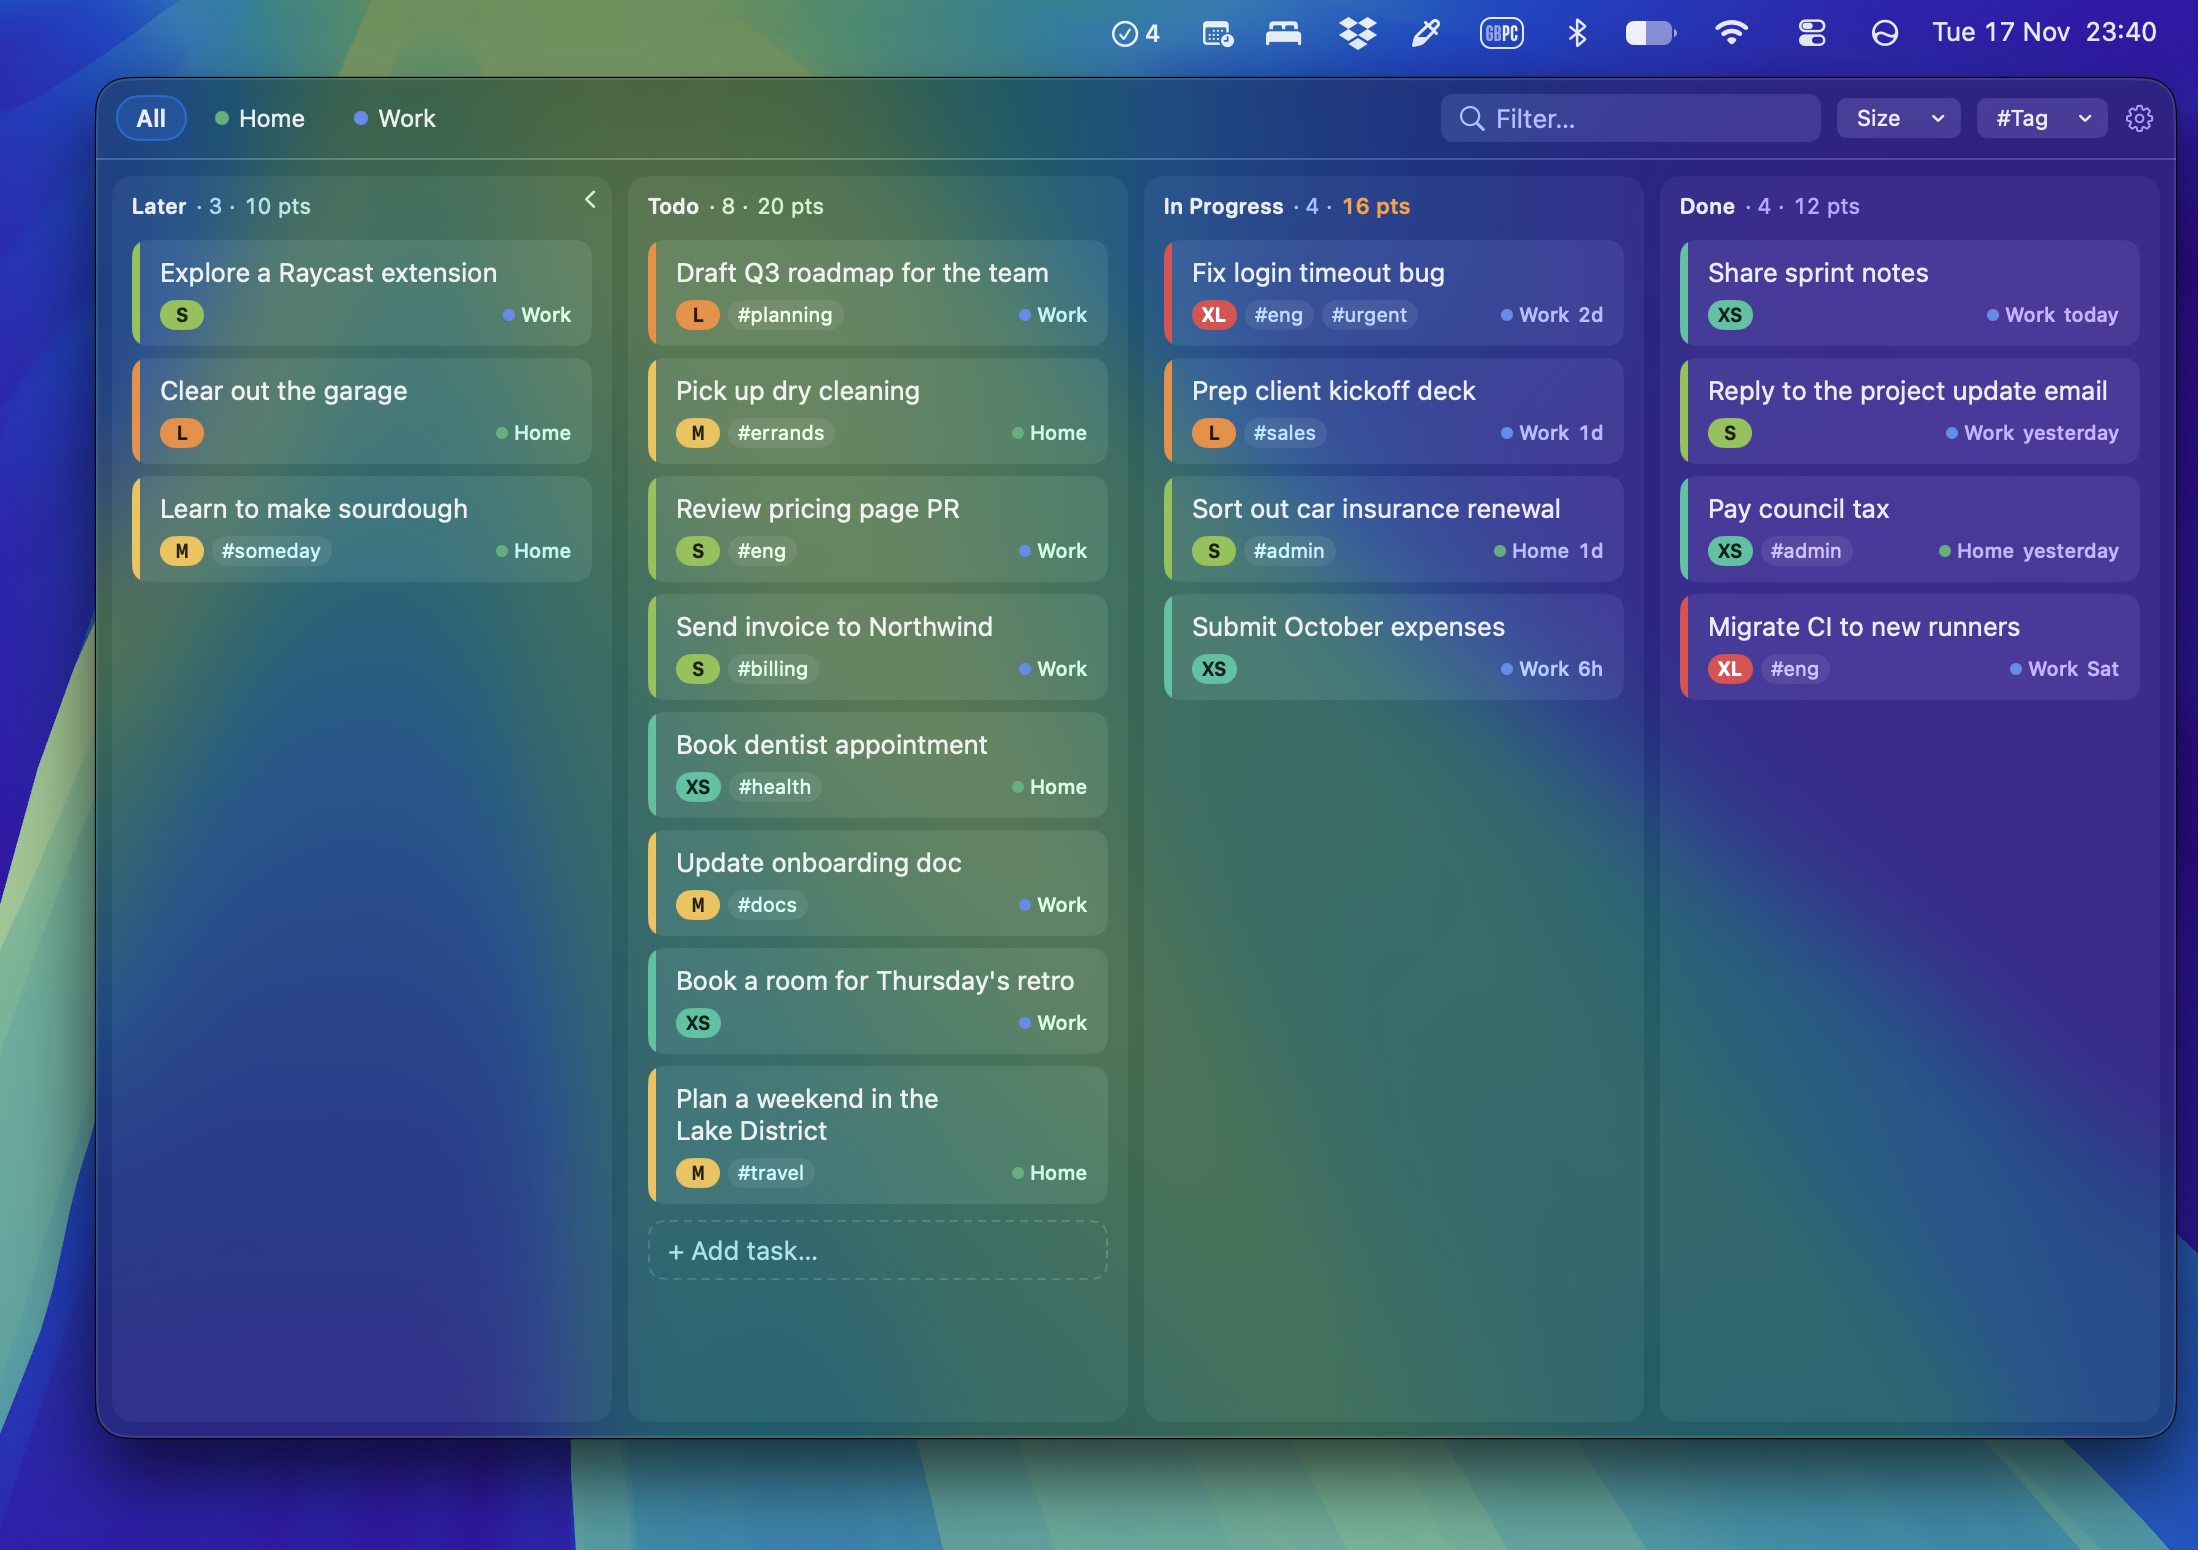 4
GBPC
Tue 17 Nov 23:40
All
Home
Work
Filter...
Size
#Tag
Later · 3 · 10 pts
Explore a Raycast extension
S Work
Clear out the garage
L Home
Learn to make sourdough
M #someday Home
Todo · 8 · 20 pts
Draft Q3 roadmap for the team
L #planning Work
Pick up dry cleaning
M #errands Home
Review pricing page PR
S #eng Work
Send invoice to Northwind
S #billing Work
Book dentist appointment
XS #health Home
Update onboarding doc
M #docs Work
Book a room for Thursday's retro
XS Work
Plan a weekend in the
Lake District
M #travel Home
+ Add task...
In Progress · 4 · 16 pts
Fix login timeout bug
XL #eng #urgent Work 2d
Prep client kickoff deck
L #sales Work 1d
Sort out car insurance renewal
S #admin Home 1d
Submit October expenses
XS Work 6h
Done · 4 · 12 pts
Share sprint notes
XS Work today
Reply to the project update email
S Work yesterday
Pay council tax
XS #admin Home yesterday
Migrate CI to new runners
XL #eng Work Sat